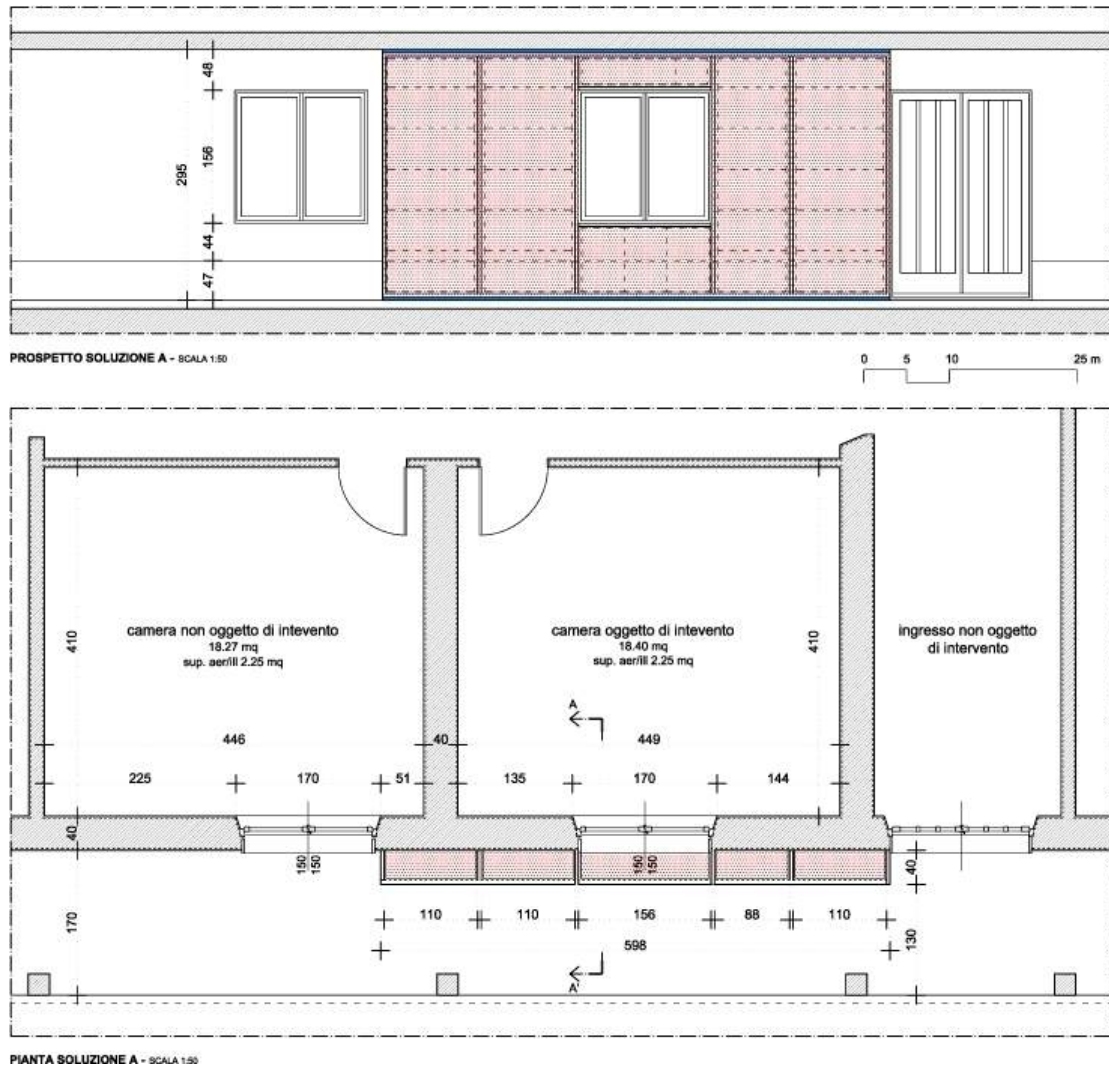 48
156
295
44
47
PROSPETTO SOLUZIONE A - SCALA 1:50
0 5 10 25 m
410
camera non oggetto di intevento
18.27 mq
sup. aer/ill 2.25 mq
camera oggetto di intevento
18.40 mq
sup. aer/ill 2.25 mq
410
ingresso non oggetto
di intervento
A
446 40 449
225 170 51 135 170 144
40
150
150
150
150
40
170
110 110 156 88 110
598
130
A'
PIANTA SOLUZIONE A - SCALA 1:50